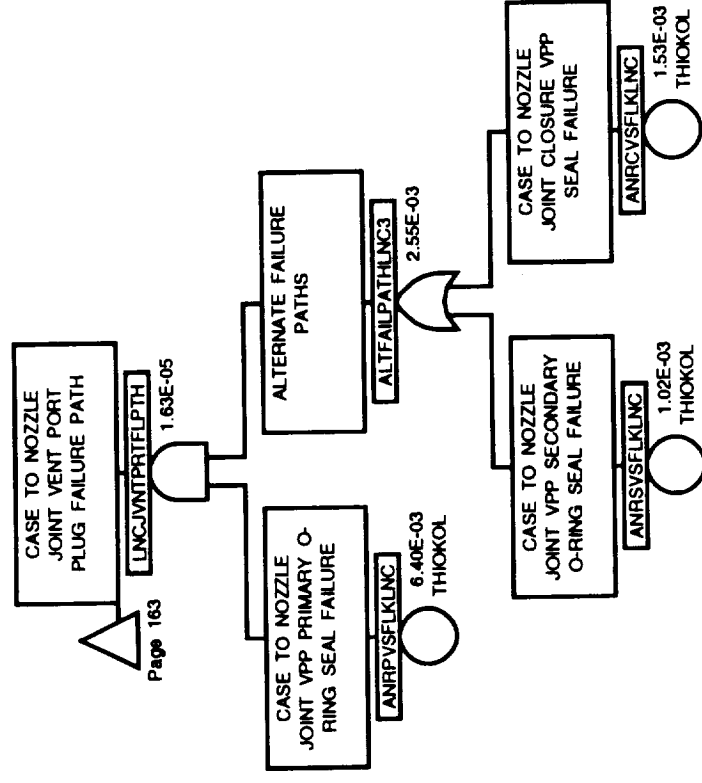 CASE TO NOZZLE
JOINT VENT PORT
PLUG FAILURE PATH
LNCJVNTPRTFLPTH
1.63E-05
Page 163
CASE TO NOZZLE
JOINT VPP PRIMARY O-
RING SEAL FAILURE
ANRPVSFLKLNC
6.40E-03
THIOKOL
ALTERNATE FAILURE
PATHS
ALTFAILPATHLNC3
2.55E-03
CASE TO NOZZLE
JOINT VPP SECONDARY
O-RING SEAL FAILURE
ANRSVSFLKLNC
1.02E-03
THIOKOL
CASE TO NOZZLE
JOINT CLOSURE VPP
SEAL FAILURE
ANRCVSFLKLNC
1.53E-03
THIOKOL